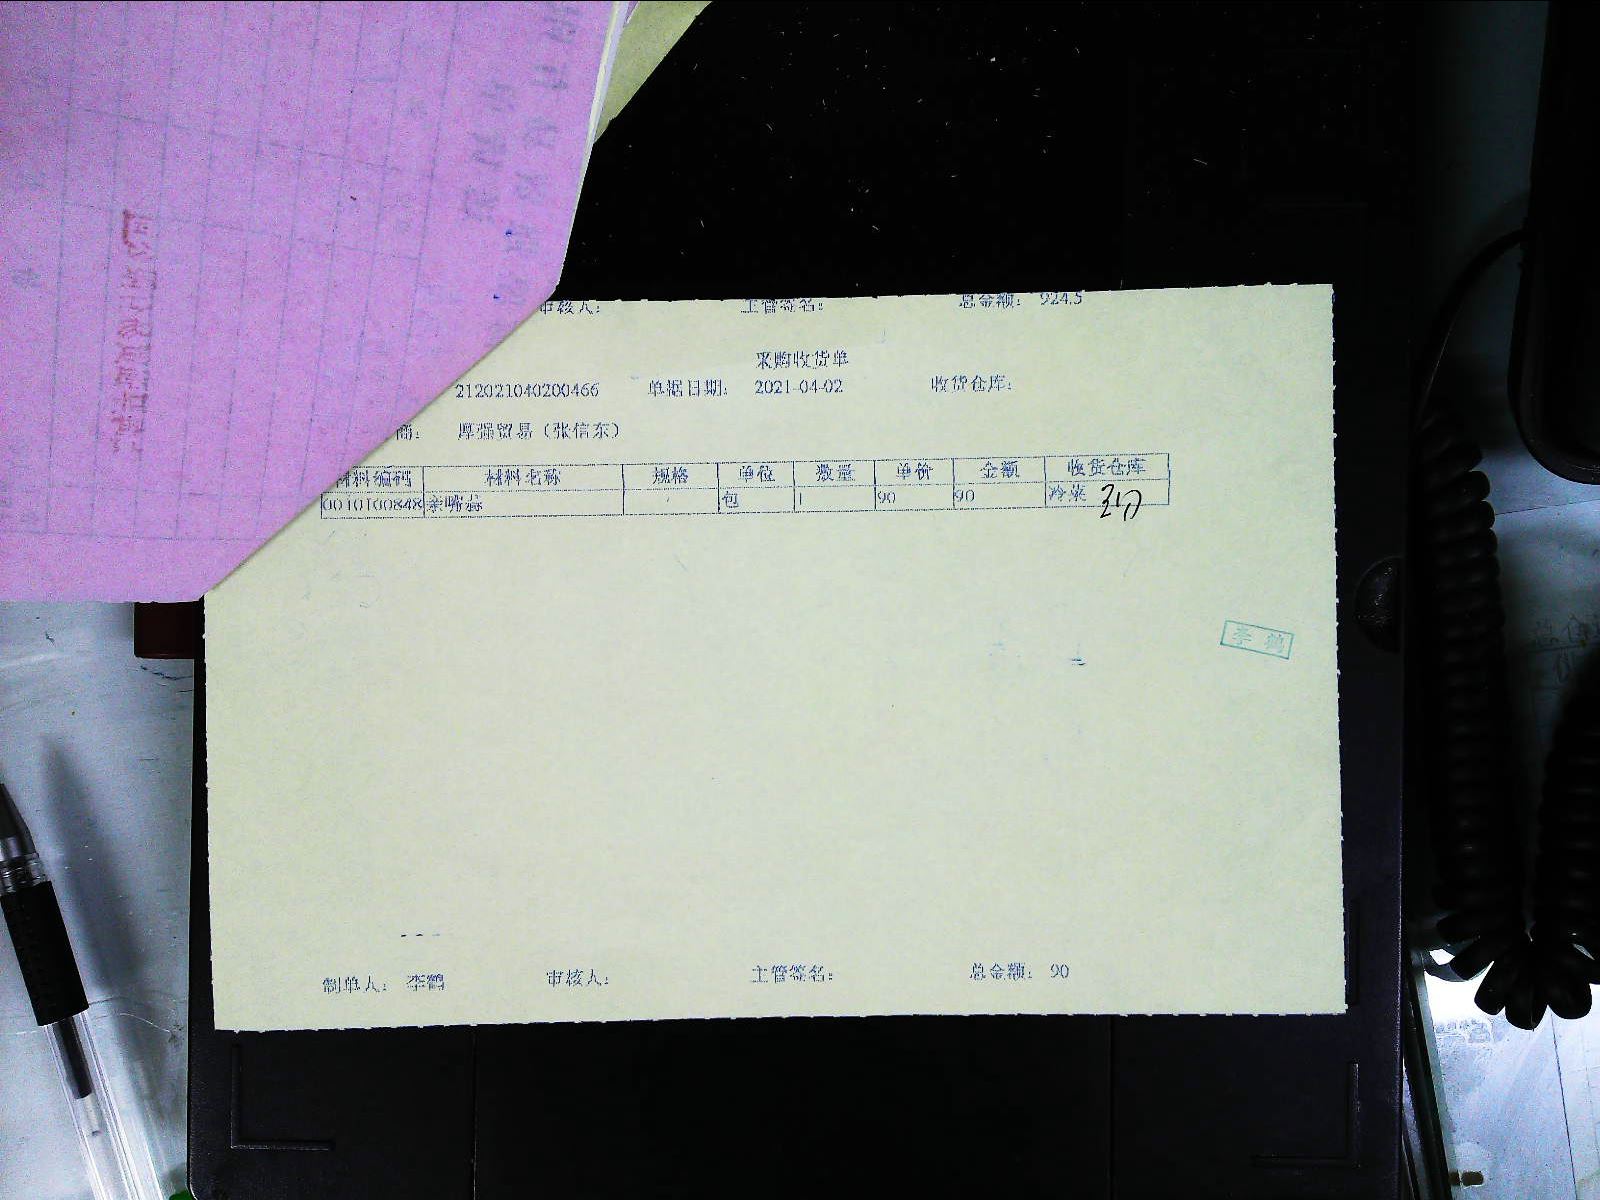 审核人: 主管签名: 总金额: 924.5
采购收货单
212021040200466 单据日期: 2021-04-02 收货仓库:
商: 厚强贸易（张信东）
材料编码 材料名称 规格 单位 数量 单价 金额 收货仓库
0010100848 亲嘴 包 1 90 90 冷菜
李鹤
制单人: 李鹤 审核人: 主管签名: 总金额: 90